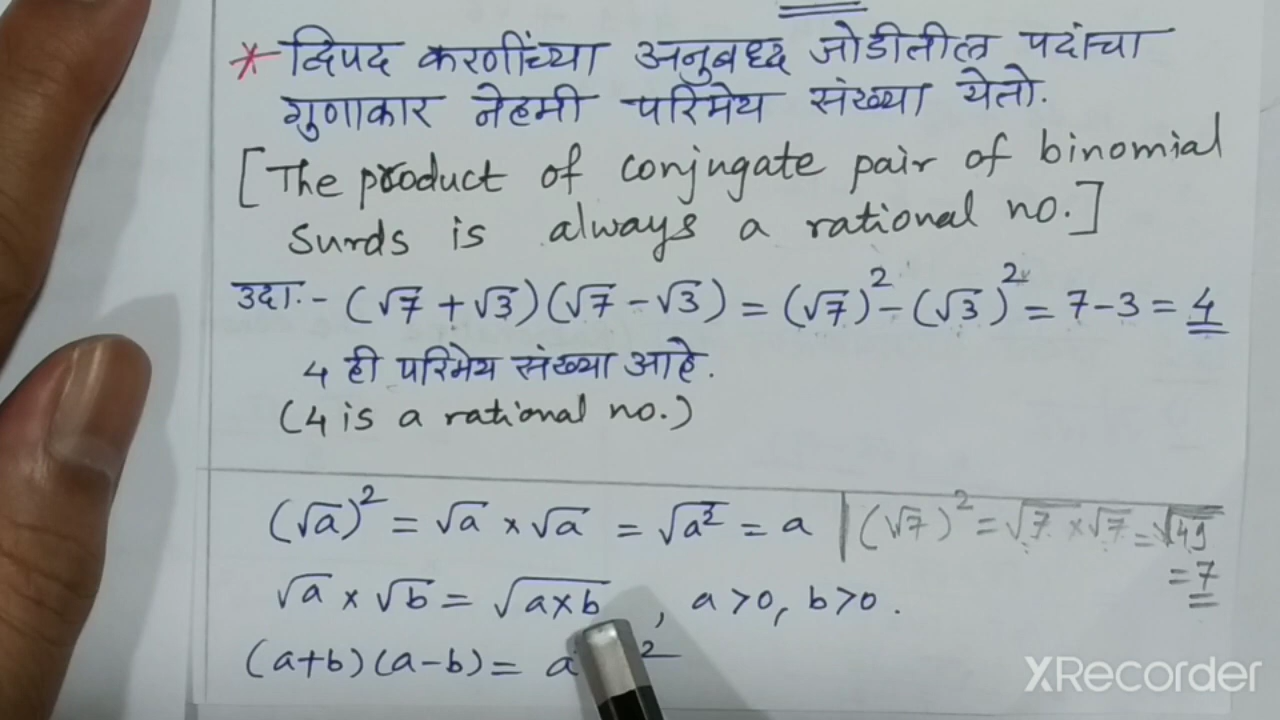 * द्विपद करणींच्या अनुबध्द जोडीतील पदांचा
गुणाकार नेहमी परिमेय संख्या येतो.
[The product of conjugate pair of binomial
surds is always a rational no.]
उदा.- (√7 + √3)(√7 - √3) = (√7)² - (√3)² = 7 - 3 = 4
4 ही परिमेय संख्या आहे.
(4 is a rational no.)
(√a)² = √a × √a = √a² = a | (√7)² = √7 × √7 = √49
= 7
√a × √b = √a×b , a > 0, b > 0.
(a+b)(a-b) = a 2
XRecorder